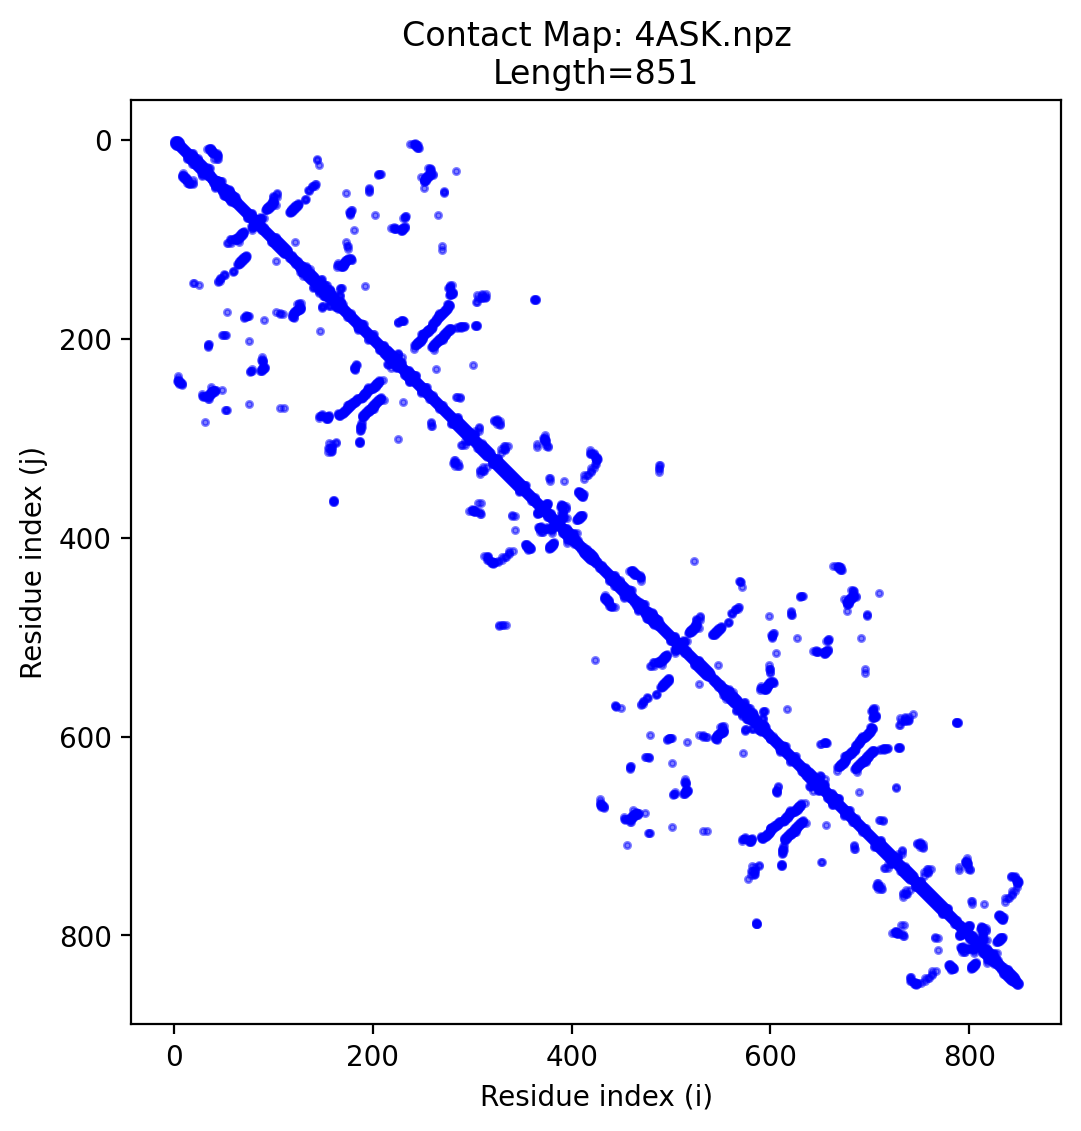 Contact Map: 4ASK.npz
Length=851
0
200
400
600
800
Residue index (j)
0
200
400
600
800
Residue index (i)